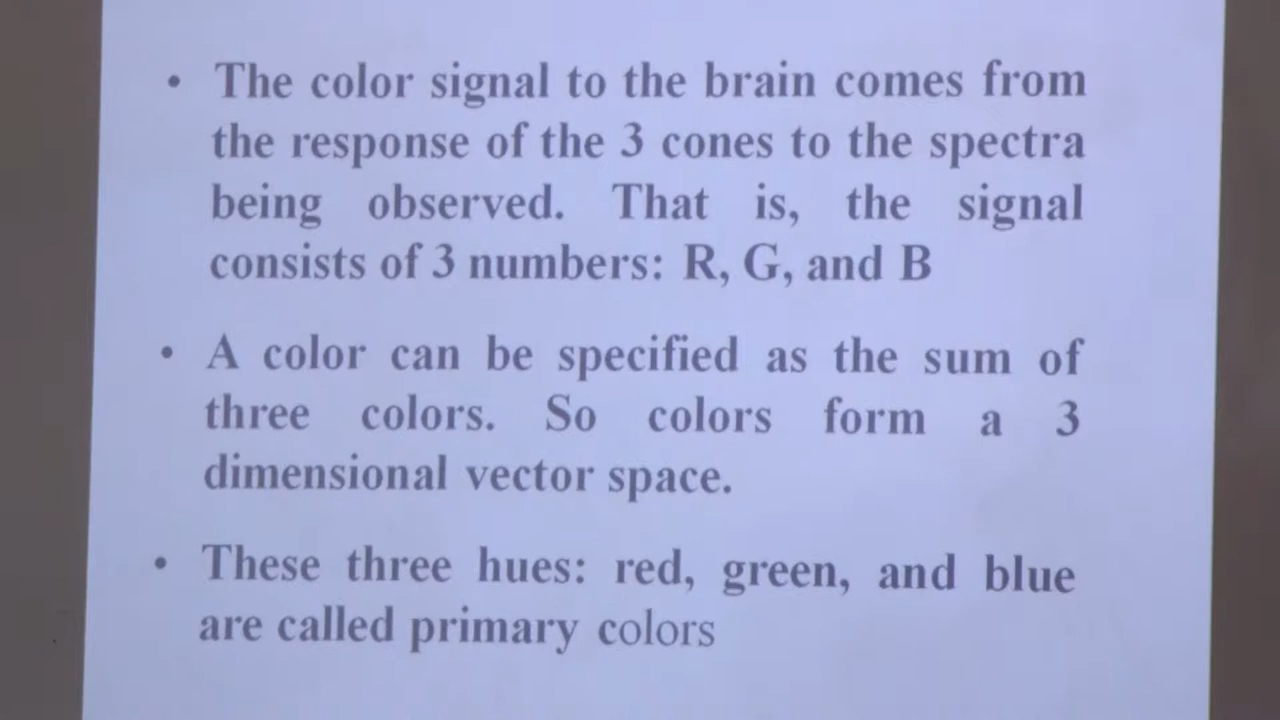 • The color signal to the brain comes from
the response of the 3 cones to the spectra
being observed. That is, the signal
consists of 3 numbers: R, G, and B
• A color can be specified as the sum of
three colors. So colors form a 3
dimensional vector space.
• These three hues: red, green, and blue
are called primary colors